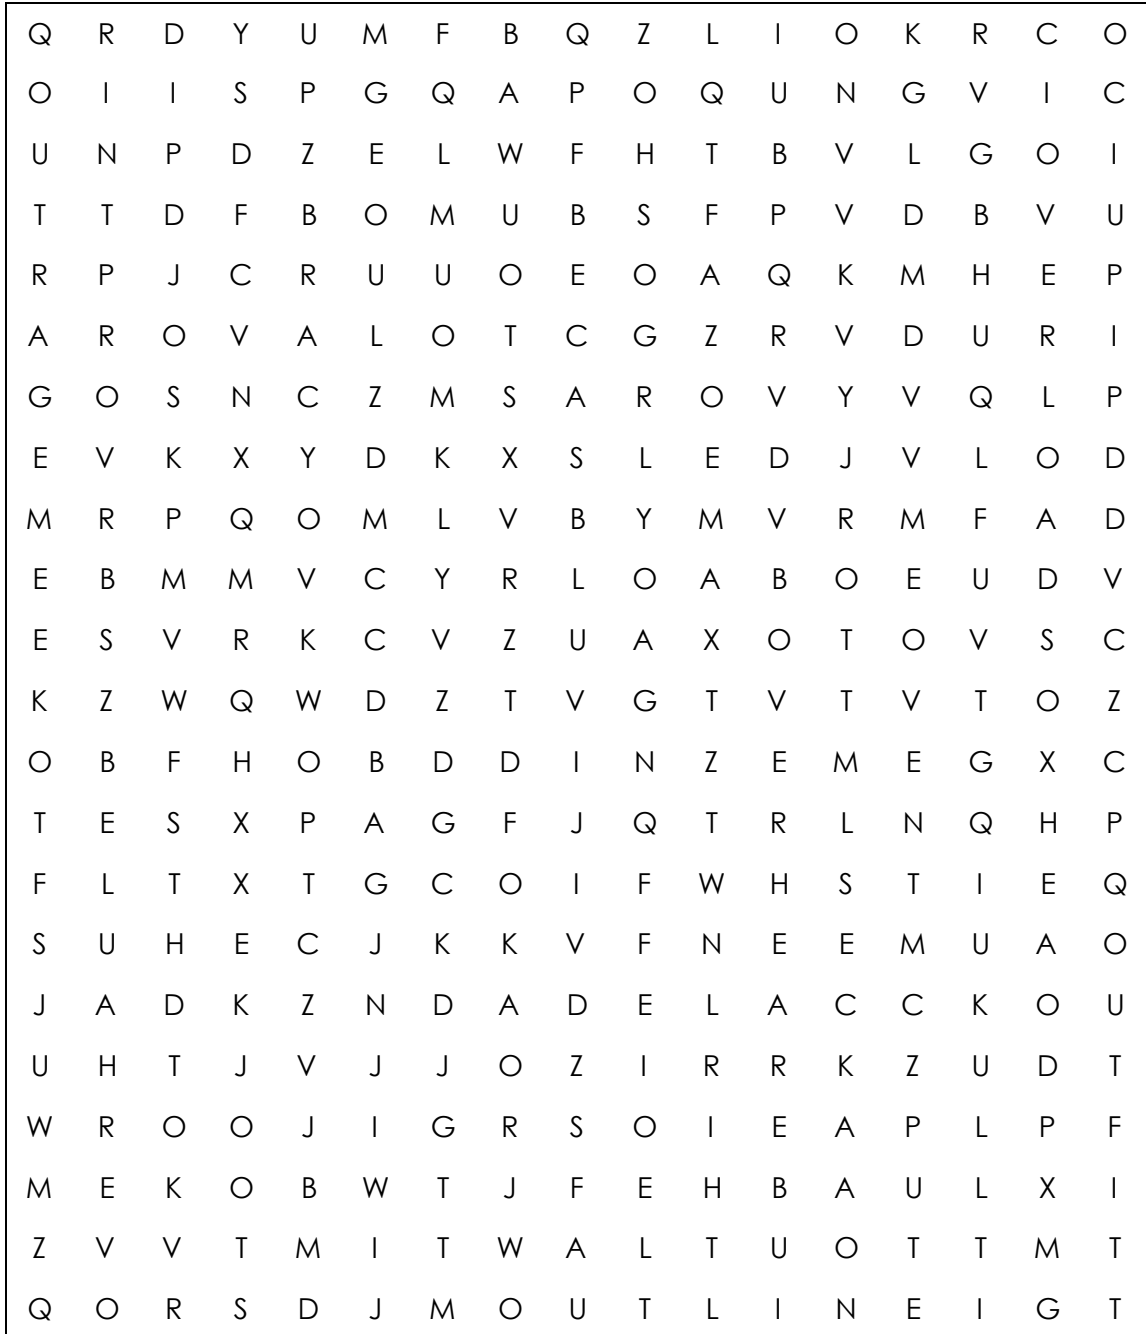 Q R D Y U M F B Q Z L I O K R C O
O I I S P G Q A P O Q U N G V I C
U N P D Z E L W F H T B V L G O I
T T D F B O M U B S F P V D B V U
R P J C R U U O E O A Q K M H E P
A R O V A L O T C G Z R V D U R I
G O S N C Z M S A R O V Y V Q L P
E V K X Y D K X S L E D J V L O D
M R P Q O M L V B Y M V R M F A D
E B M M V C Y R L O A B O E U D V
E S V R K C V Z U A X O T O V S C
K Z W Q W D Z T V G T V T V T O Z
O B F H O B D D I N Z E M E G X C
T E S X P A G F J Q T R L N Q H P
F L T X T G C O I F W H S T I E Q
S U H E C J K K V F N E E M U A O
J A D K Z N D A D E L A C C K O U
U H T J V J J O Z I R R K Z U D T
W R O O J I G R S O I E A P L P F
M E K O B W T J F E H B A U L X I
Z V V T M I T W A L T U O T T M T
Q O R S D J M O U T L I N E I G T